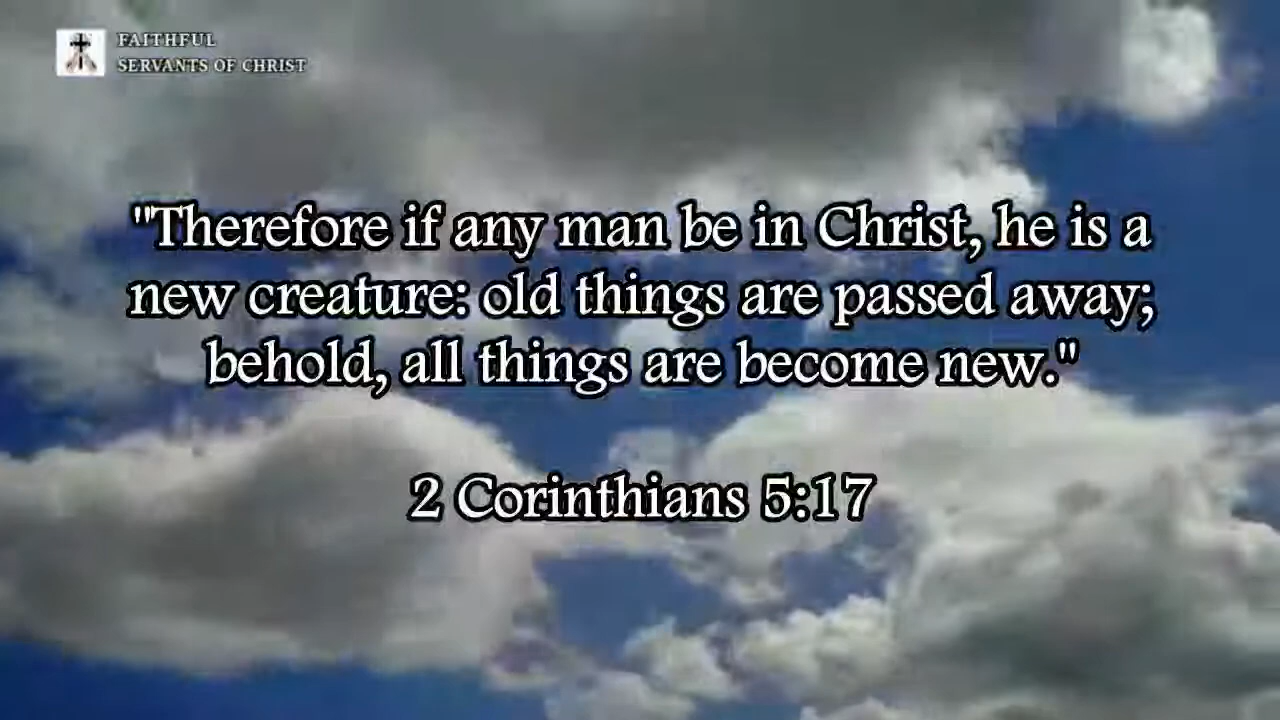 FAITHFUL
SERVANTS OF CHRIST
"Therefore if any man be in Christ, he is a
new creature: old things are passed away;
behold, all things are become new."
2 Corinthians 5:17